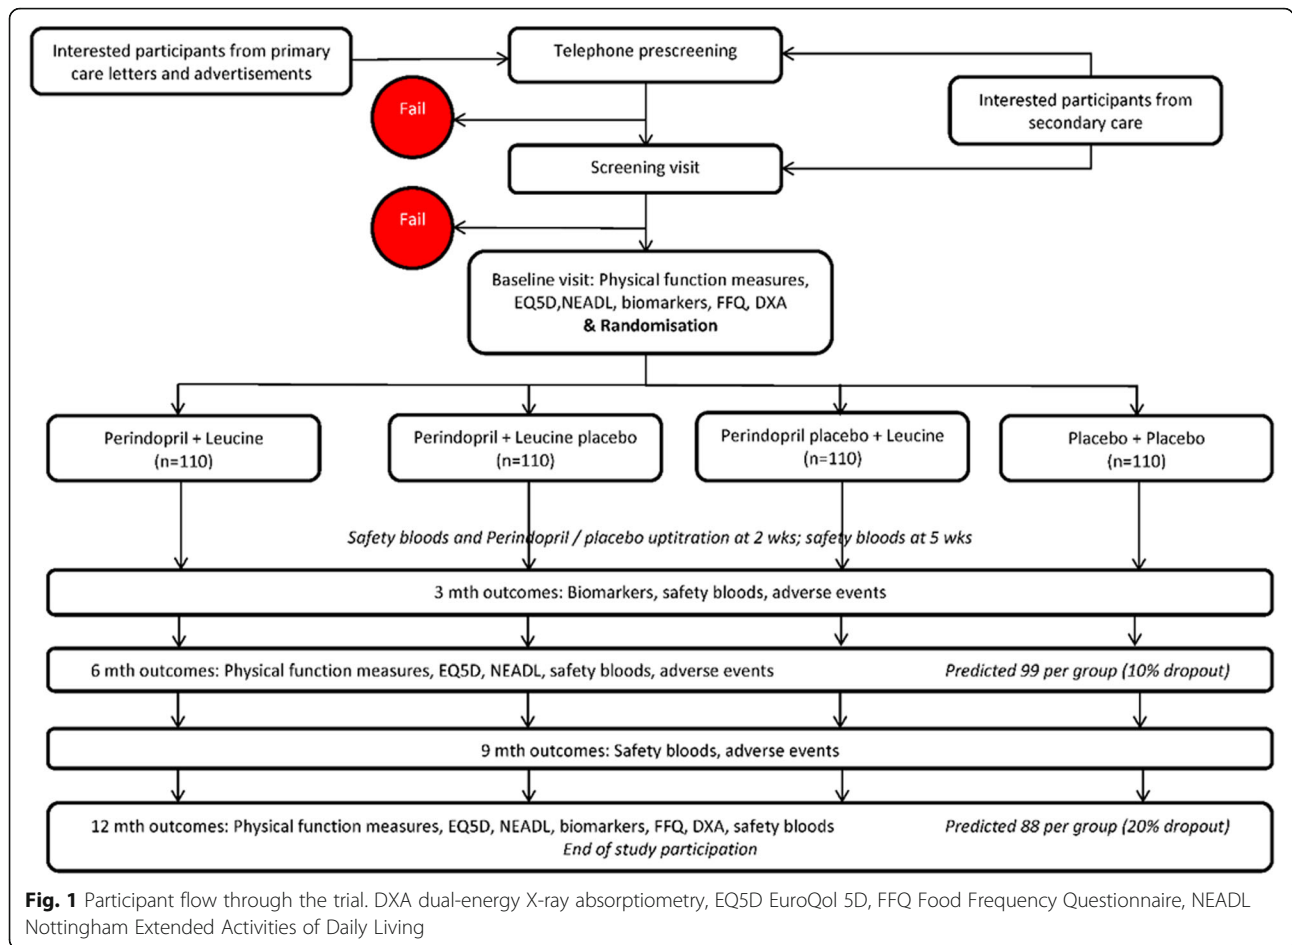 Interested participants from primary
care letters and advertisements
Telephone prescreening
Interested participants from
secondary care
Fail
Screening visit
Fail
Baseline visit: Physical function measures,
EQ5D,NEADL, biomarkers, FFQ, DXA
& Randomisation
Perindopril + Leucine
(n=110)
Perindopril + Leucine placebo
(n=110)
Perindopril placebo + Leucine
(n=110)
Placebo + Placebo
(n=110)
Safety bloods and Perindopril / placebo uptitration at 2 wks; safety bloods at 5 wks
3 mth outcomes: Biomarkers, safety bloods, adverse events
6 mth outcomes: Physical function measures, EQ5D, NEADL, safety bloods, adverse events Predicted 99 per group (10% dropout)
9 mth outcomes: Safety bloods, adverse events
12 mth outcomes: Physical function measures, EQ5D, NEADL, biomarkers, FFQ, DXA, safety bloods Predicted 88 per group (20% dropout)
End of study participation
Fig. 1 Participant flow through the trial. DXA dual-energy X-ray absorptiometry, EQ5D EuroQol 5D, FFQ Food Frequency Questionnaire, NEADL
Nottingham Extended Activities of Daily Living